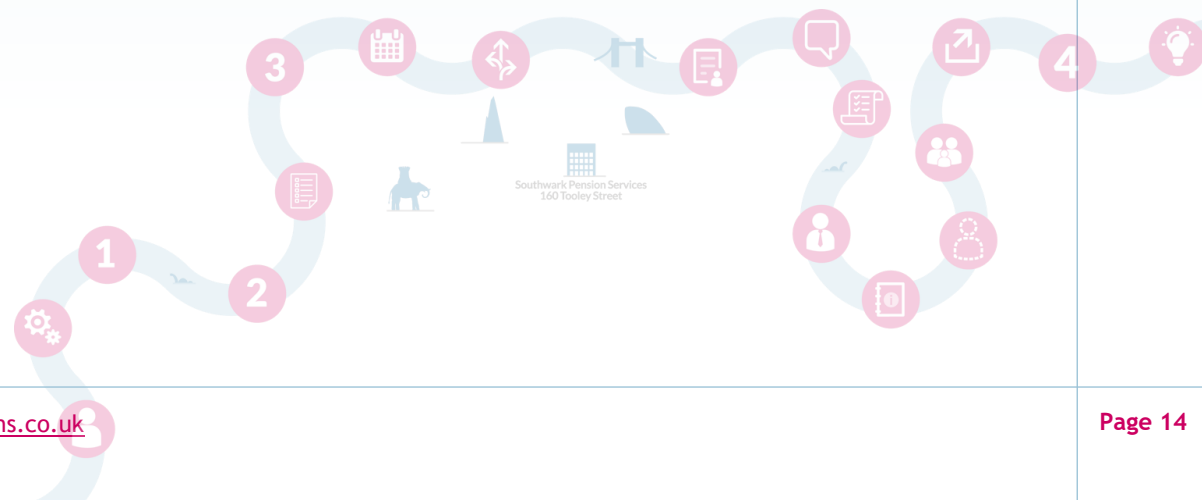 3
4
Southwark Pension Services
160 Tooley Street
1
2
ns.co.uk
Page 14